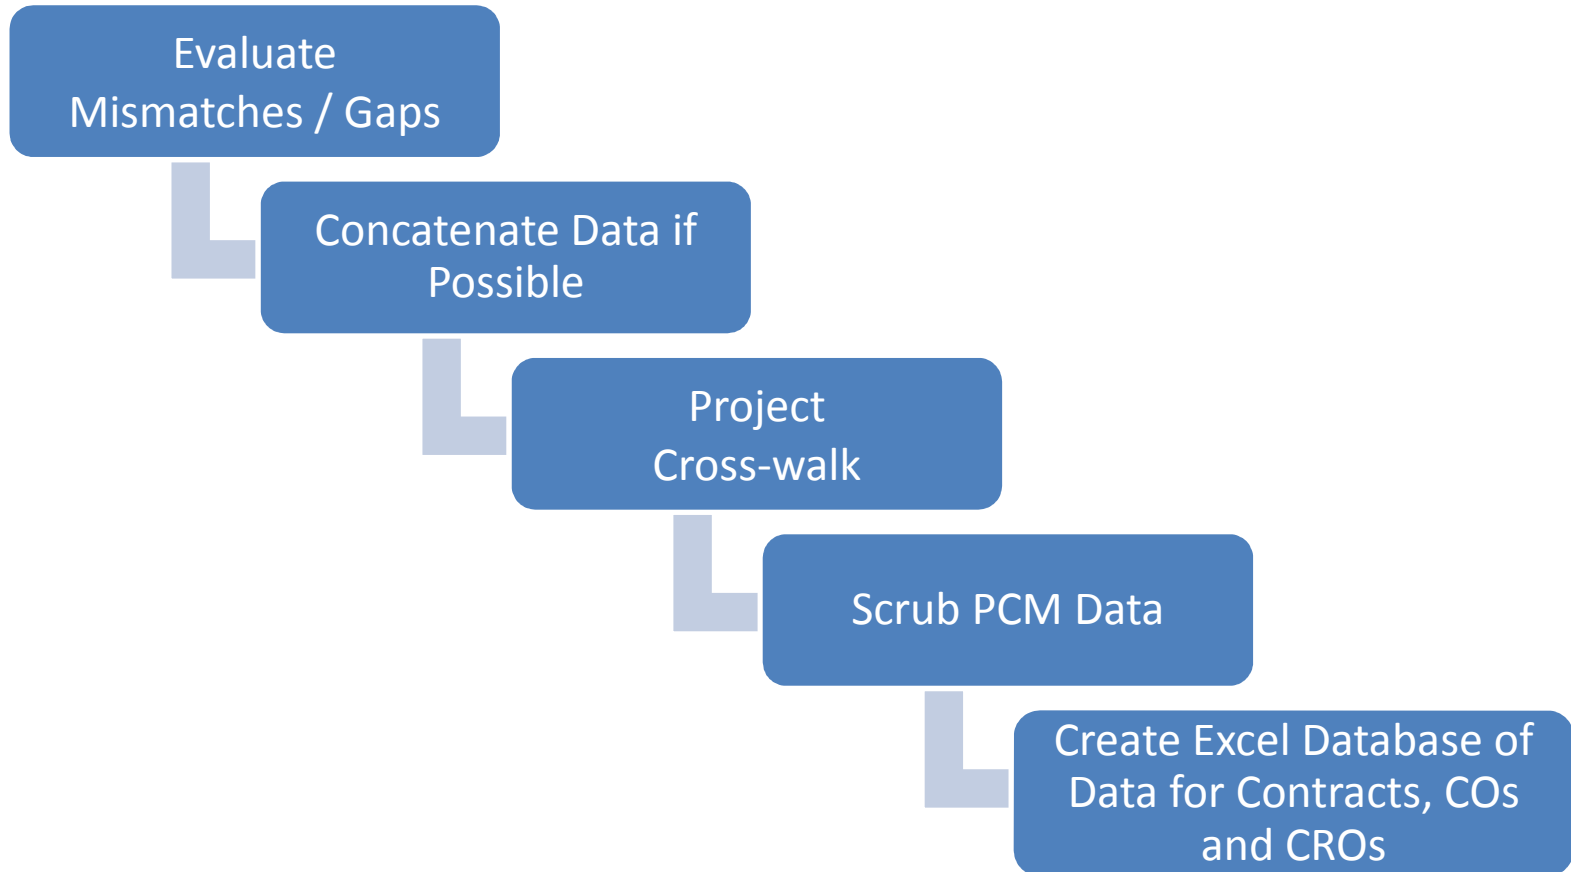 Evaluate
Mismatches / Gaps
Concatenate Data if
Possible
Project
Cross-walk
Scrub PCM Data
Create Excel Database of
Data for Contracts, COs
and CROs